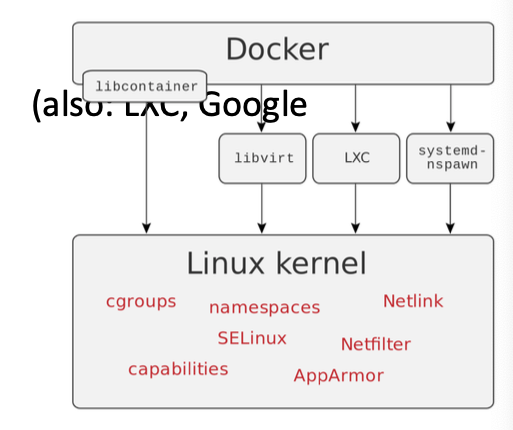 Docker
libcontainer
(also: LXC, Google
libvirt
LXC
systemd-
nspawn
Linux kernel
cgroups
namespaces
Netlink
SELinux
Netfilter
capabilities
AppArmor